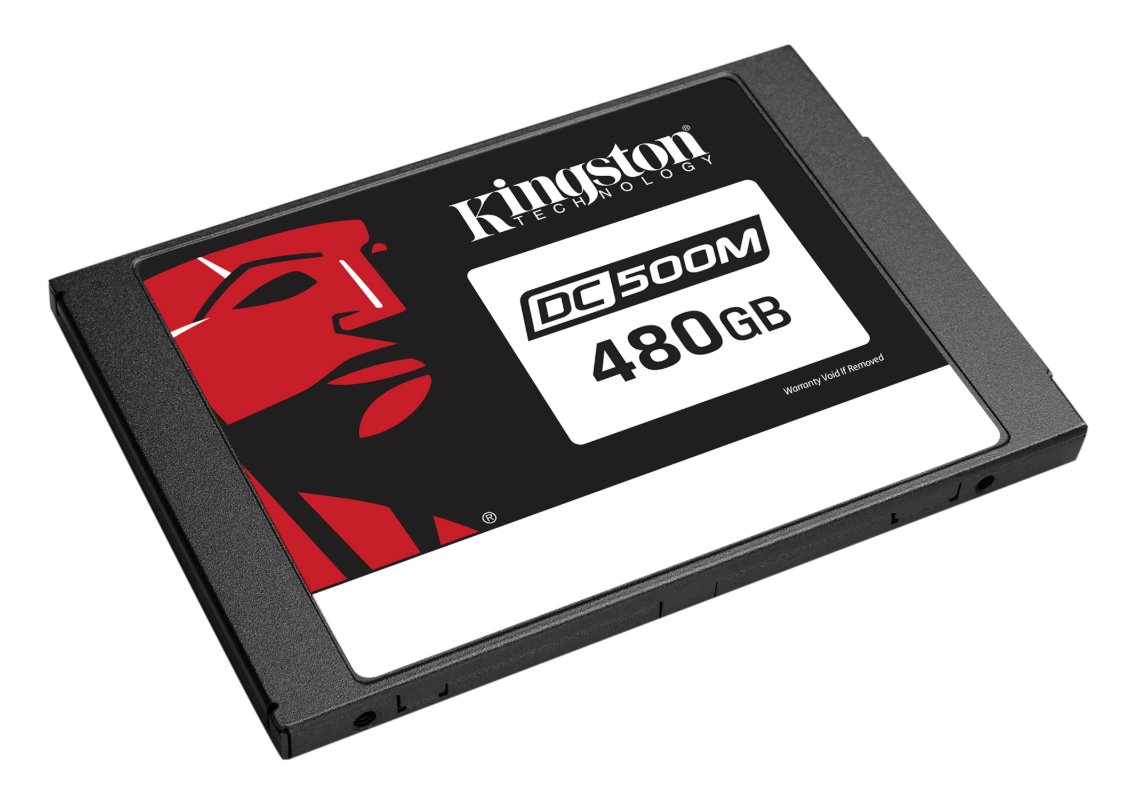 Kingston®
TECHNOLOGY
DC500M
480GB
Warranty Void If Removed
®